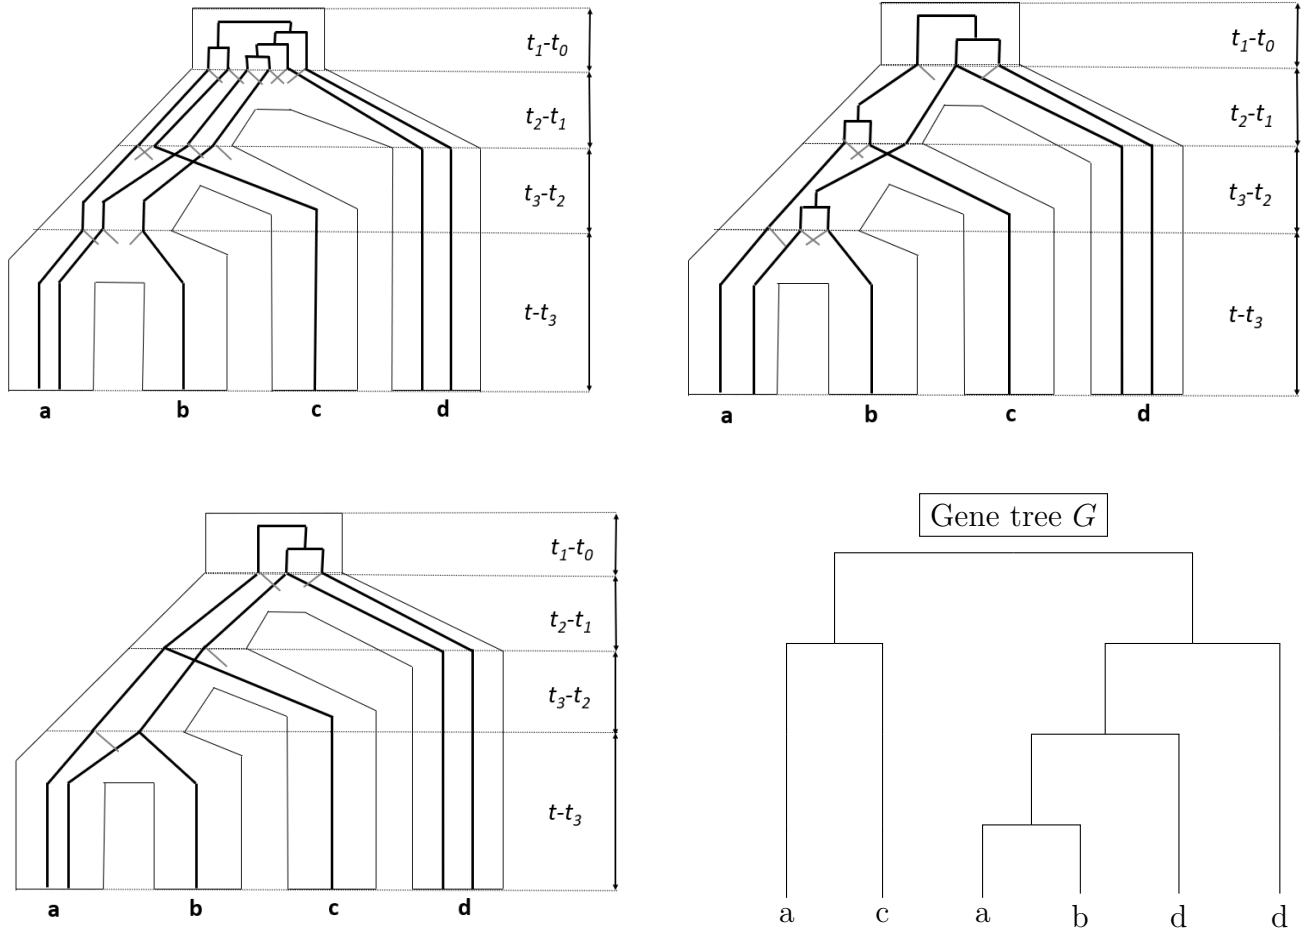 t₁-t₀
t₂-t₁
t₃-t₂
t-t₃
a b c d
t₁-t₀
t₂-t₁
t₃-t₂
t-t₃
a b c d
t₁-t₀
t₂-t₁
t₃-t₂
t-t₃
a b c d
Gene tree G
a c a b d d